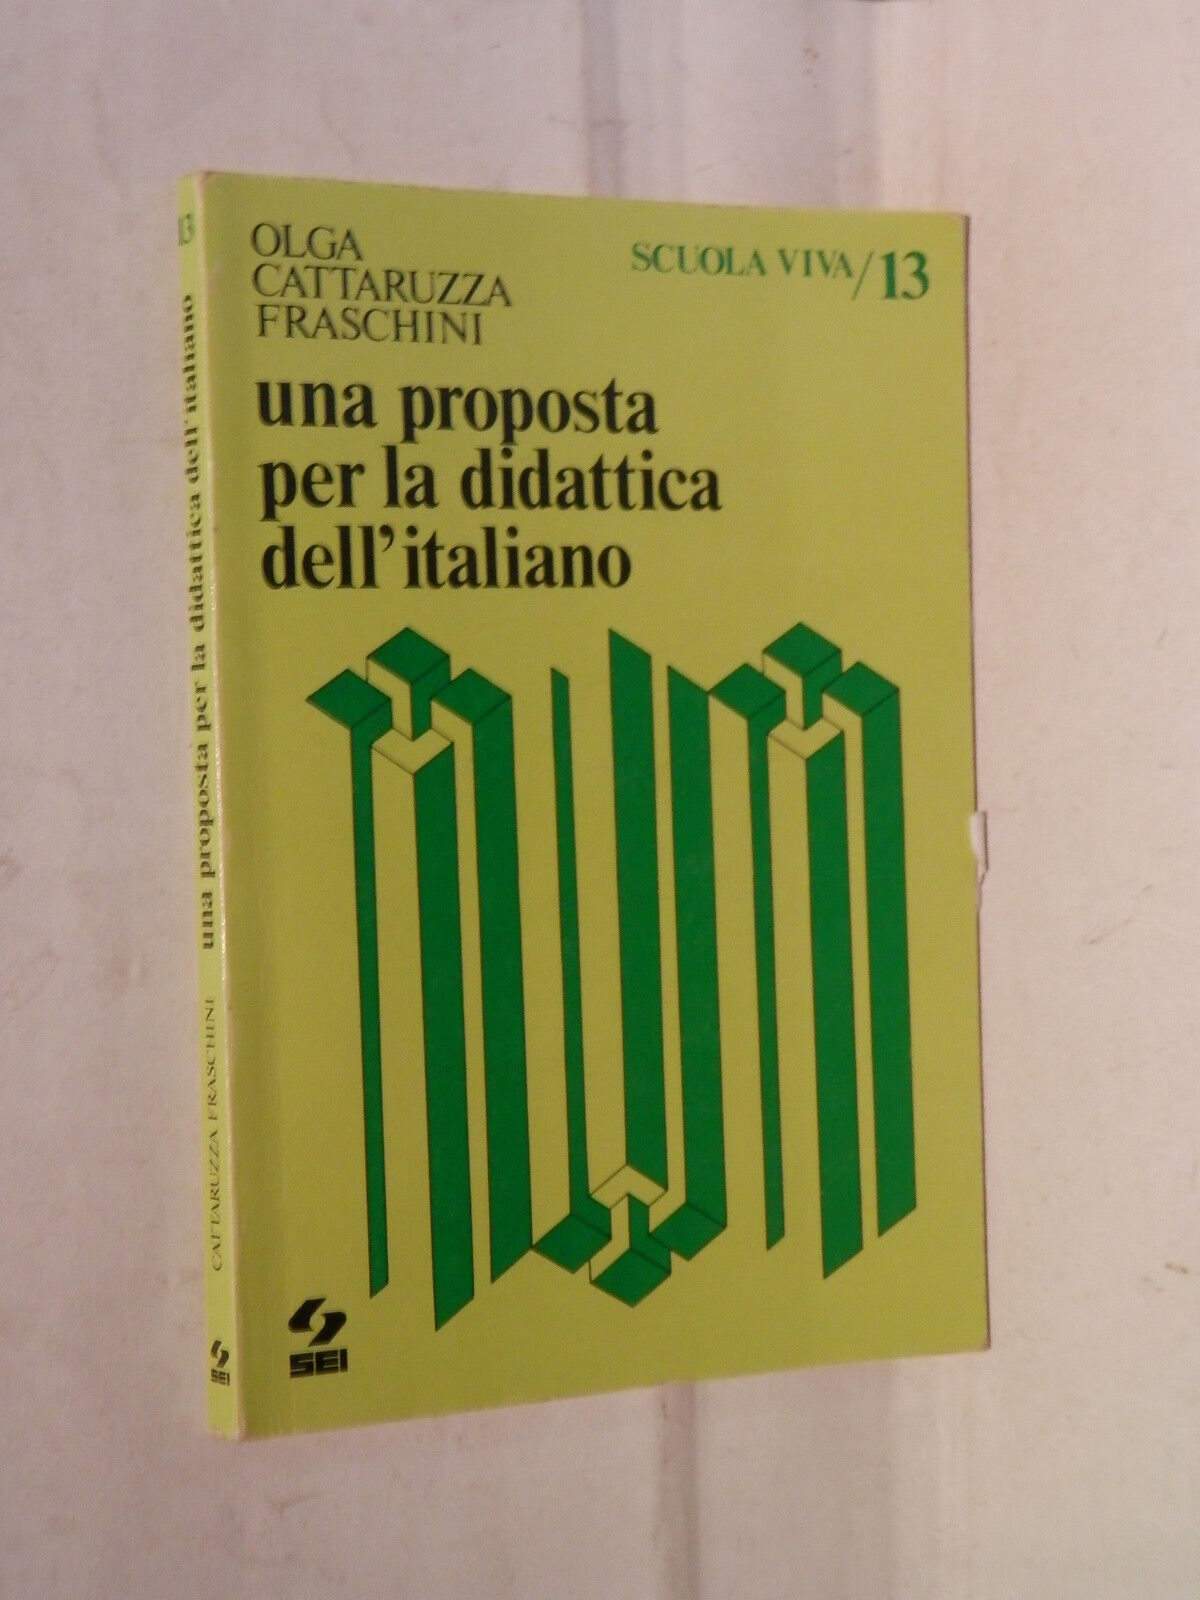 OLGA
CATTARUZZA
FRASCHINI
SCUOLA VIVA/13
una proposta
per la didattica
dell'italiano
SEI
13
una proposta per la didattica dell'italiano
CATTARUZZA FRASCHINI
SEI